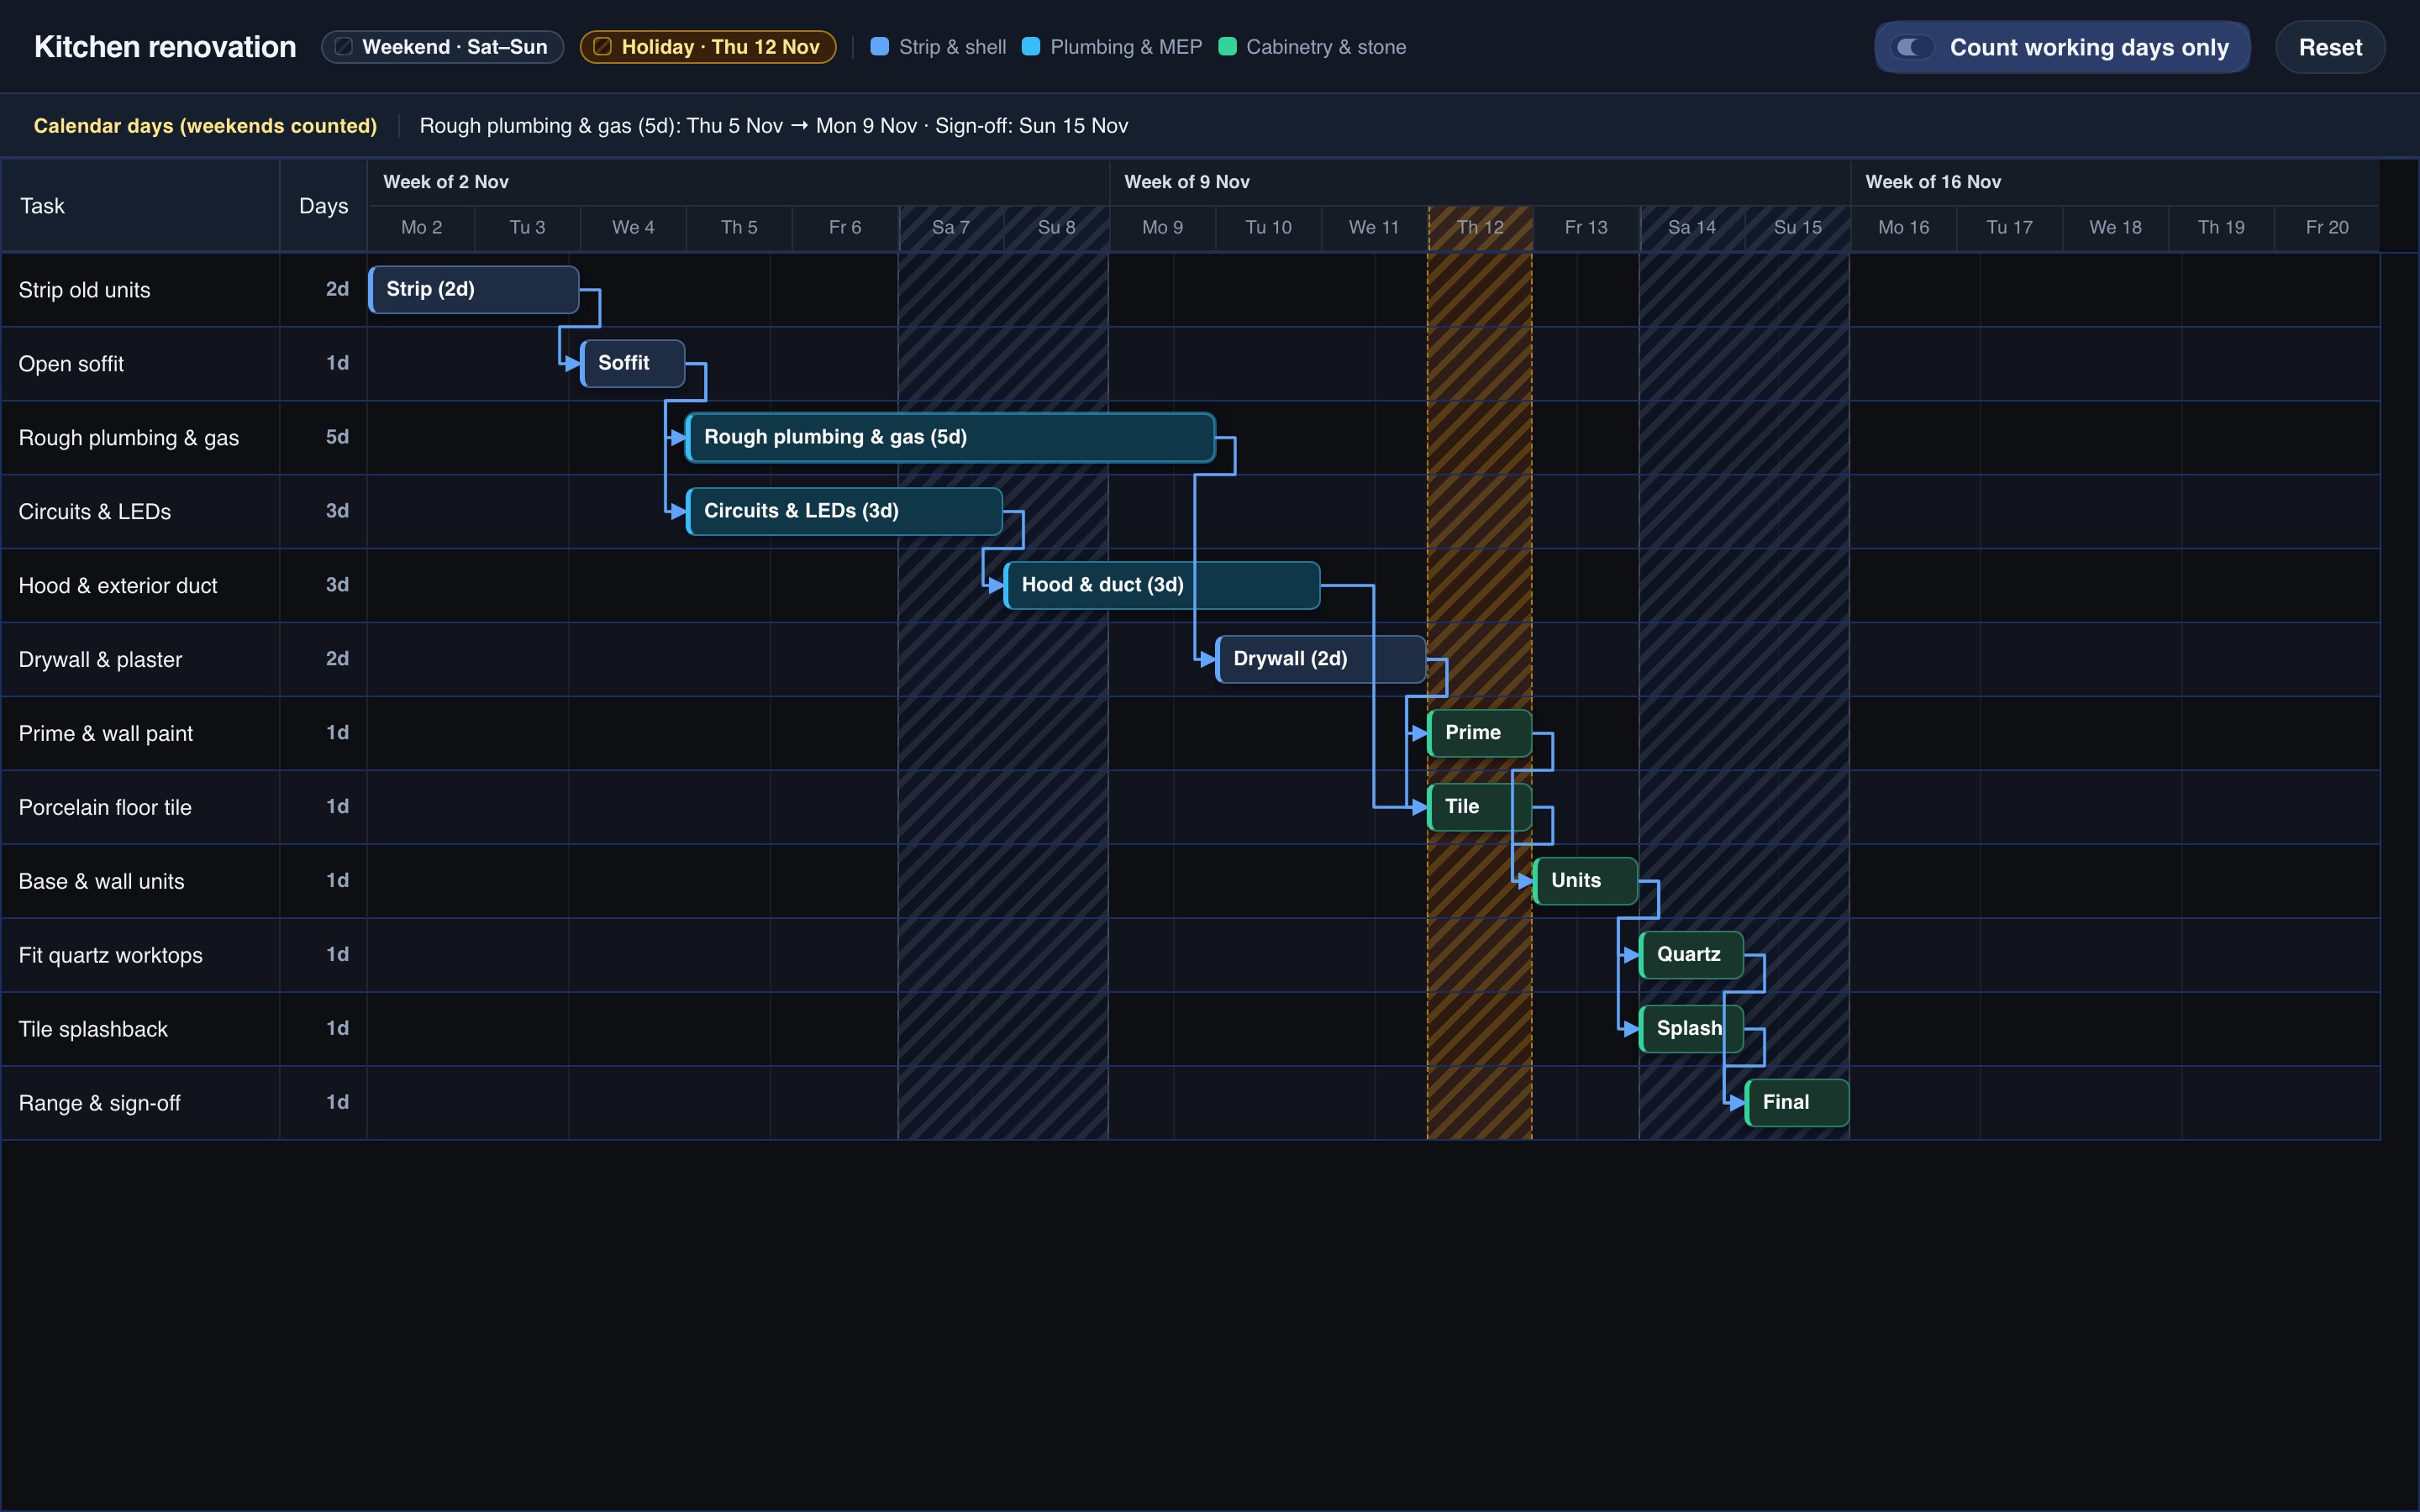 Kitchen renovation
Weekend · Sat–Sun
Holiday · Thu 12 Nov
Strip & shell
Plumbing & MEP
Cabinetry & stone
Count working days only
Reset
Calendar days (weekends counted)
Rough plumbing & gas (5d): Thu 5 Nov → Mon 9 Nov · Sign-off: Sun 15 Nov
Task
Days
Week of 2 Nov
Week of 9 Nov
Week of 16 Nov
Mo 2
Tu 3
We 4
Th 5
Fr 6
Sa 7
Su 8
Mo 9
Tu 10
We 11
Th 12
Fr 13
Sa 14
Su 15
Mo 16
Tu 17
We 18
Th 19
Fr 20
Strip old units
2d
Strip (2d)
Open soffit
1d
Soffit
Rough plumbing & gas
5d
Rough plumbing & gas (5d)
Circuits & LEDs
3d
Circuits & LEDs (3d)
Hood & exterior duct
3d
Hood & duct (3d)
Drywall & plaster
2d
Drywall (2d)
Prime & wall paint
1d
Prime
Porcelain floor tile
1d
Tile
Base & wall units
1d
Units
Fit quartz worktops
1d
Quartz
Tile splashback
1d
Splash
Range & sign-off
1d
Final